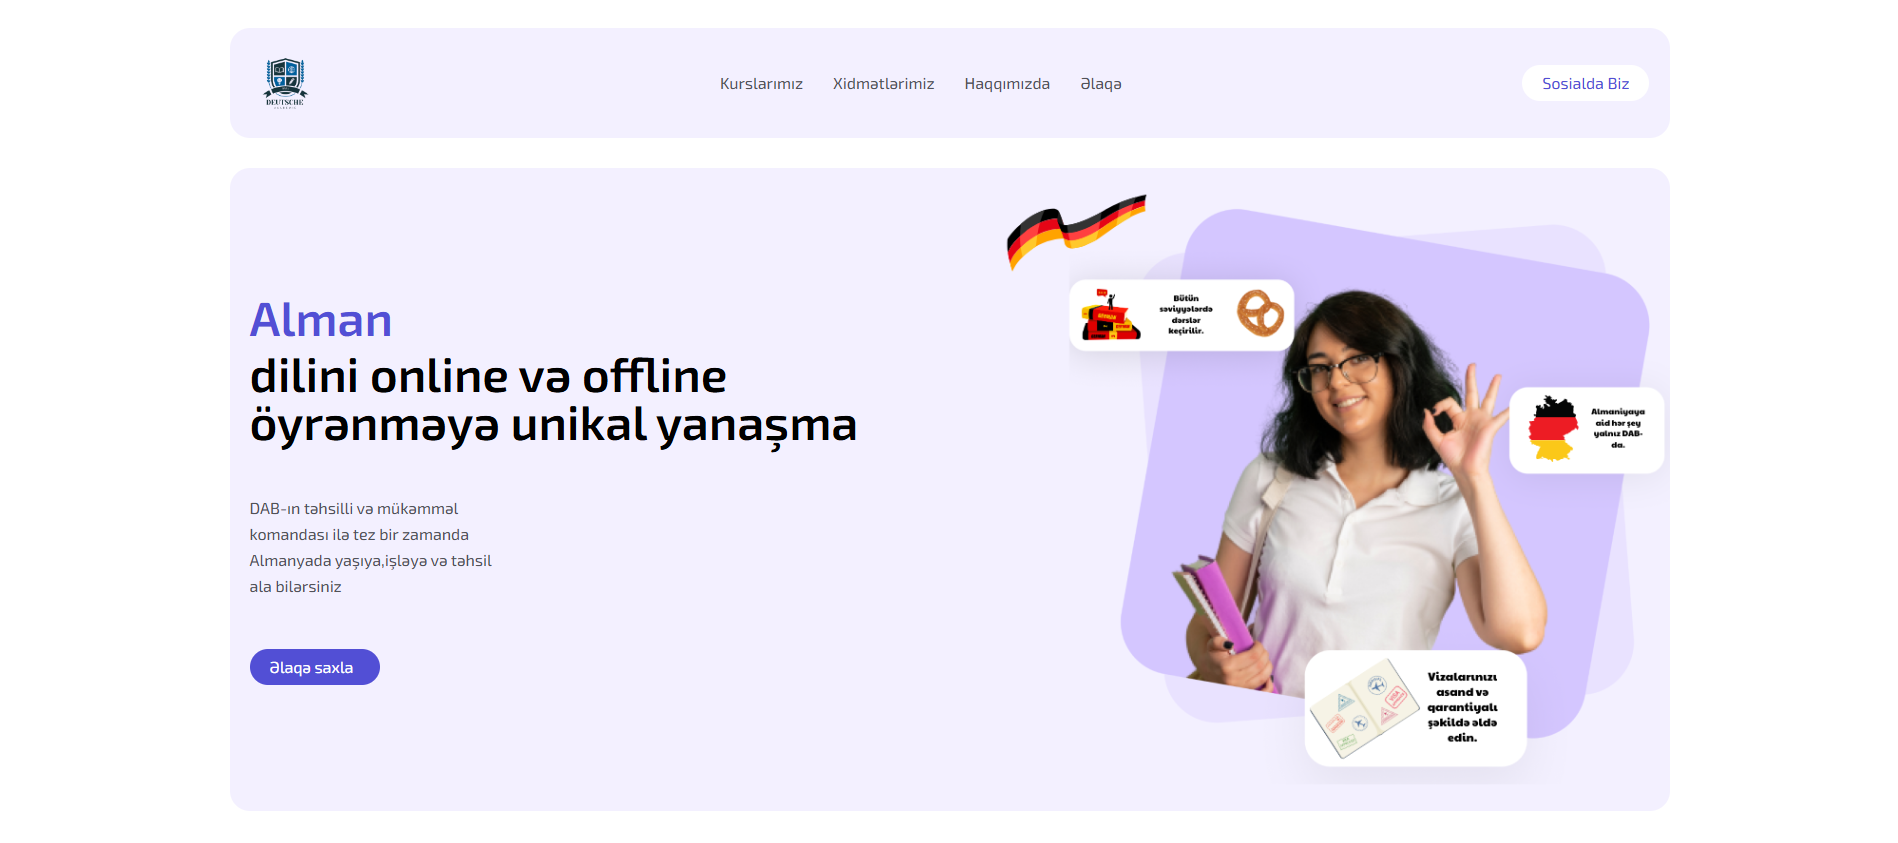 DEUTSCHE
Kurslarımız
Xidmətlərimiz
Haqqımızda
Əlaqə
Sosialda Biz
Alman
dilini online və offline
öyrənməyə unikal yanaşma
DAB-ın təhsilli və mükəmməl
komandası ilə tez bir zamanda
Almanyada yaşıya,işləyə və təhsil
ala bilərsiniz
Əlaqə saxla
Bütün
səviyyələrdə
dərslər
keçirilir.
Almaniyaya
aid hər şey
yalnız DAB-
da.
Vizalarınızı
asand və
qarantiyalı
şəkildə əldə
edin.